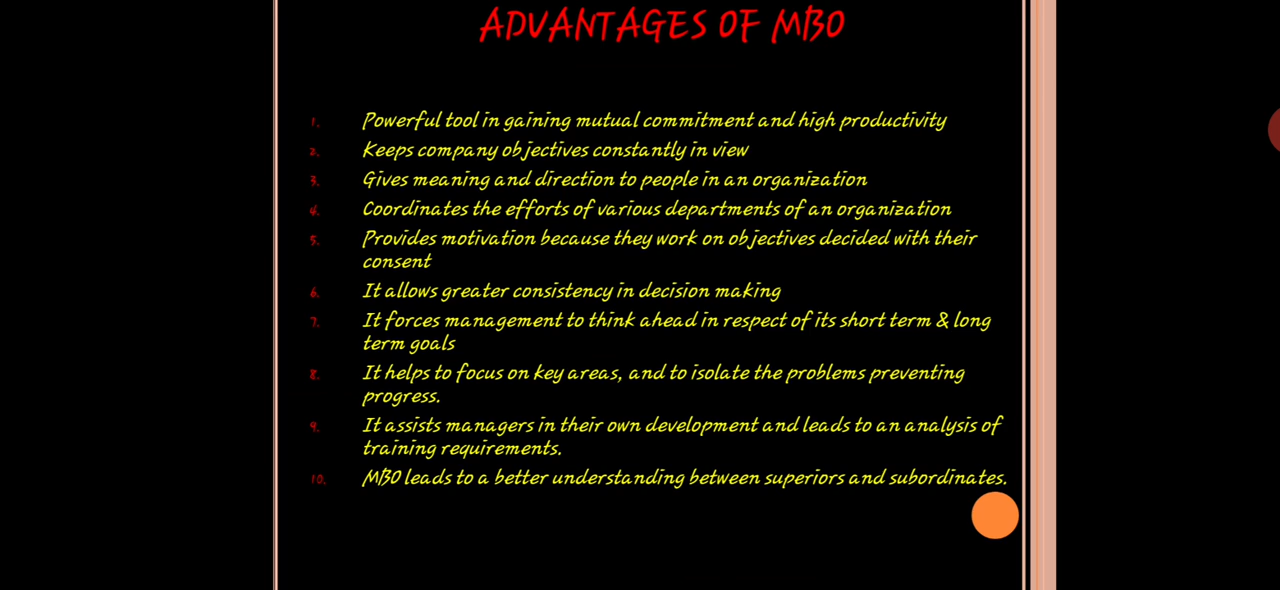 ADVANTAGES OF MBO
1. Powerful tool in gaining mutual commitment and high productivity
2. Keeps company objectives constantly in view
3. Gives meaning and direction to people in an organization
4. Coordinates the efforts of various departments of an organization
5. Provides motivation because they work on objectives decided with their
consent
6. It allows greater consistency in decision making
7. It forces management to think ahead in respect of its short term & long
term goals
8. It helps to focus on key areas, and to isolate the problems preventing
progress.
9. It assists managers in their own development and leads to an analysis of
training requirements.
10. MBO leads to a better understanding between superiors and subordinates.